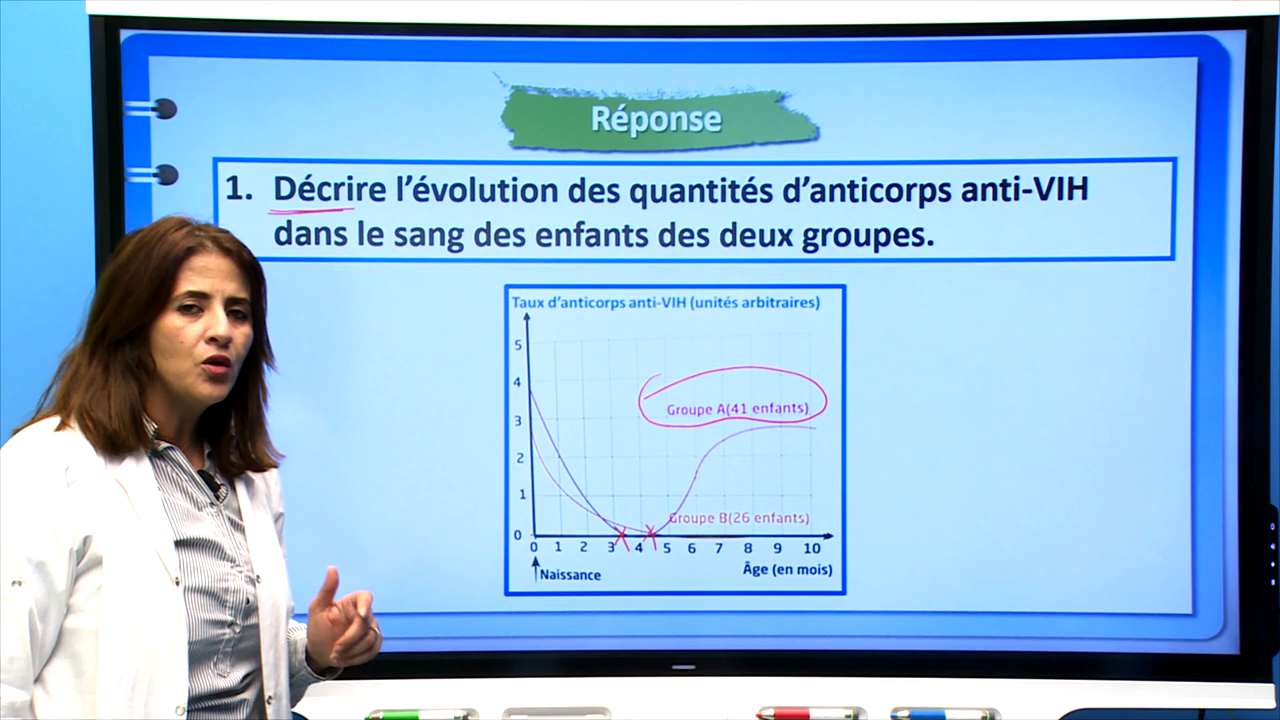 Réponse
1. Décrire l'évolution des quantités d'anticorps anti-VIH
dans le sang des enfants des deux groupes.
Taux d'anticorps anti-VIH (unités arbitraires)
5
4
Groupe A(41 enfants)
3
2
1
Groupe B(26 enfants)
0
0 1 2 3 4 5 6 7 8 9 10
Naissance
Âge (en mois)